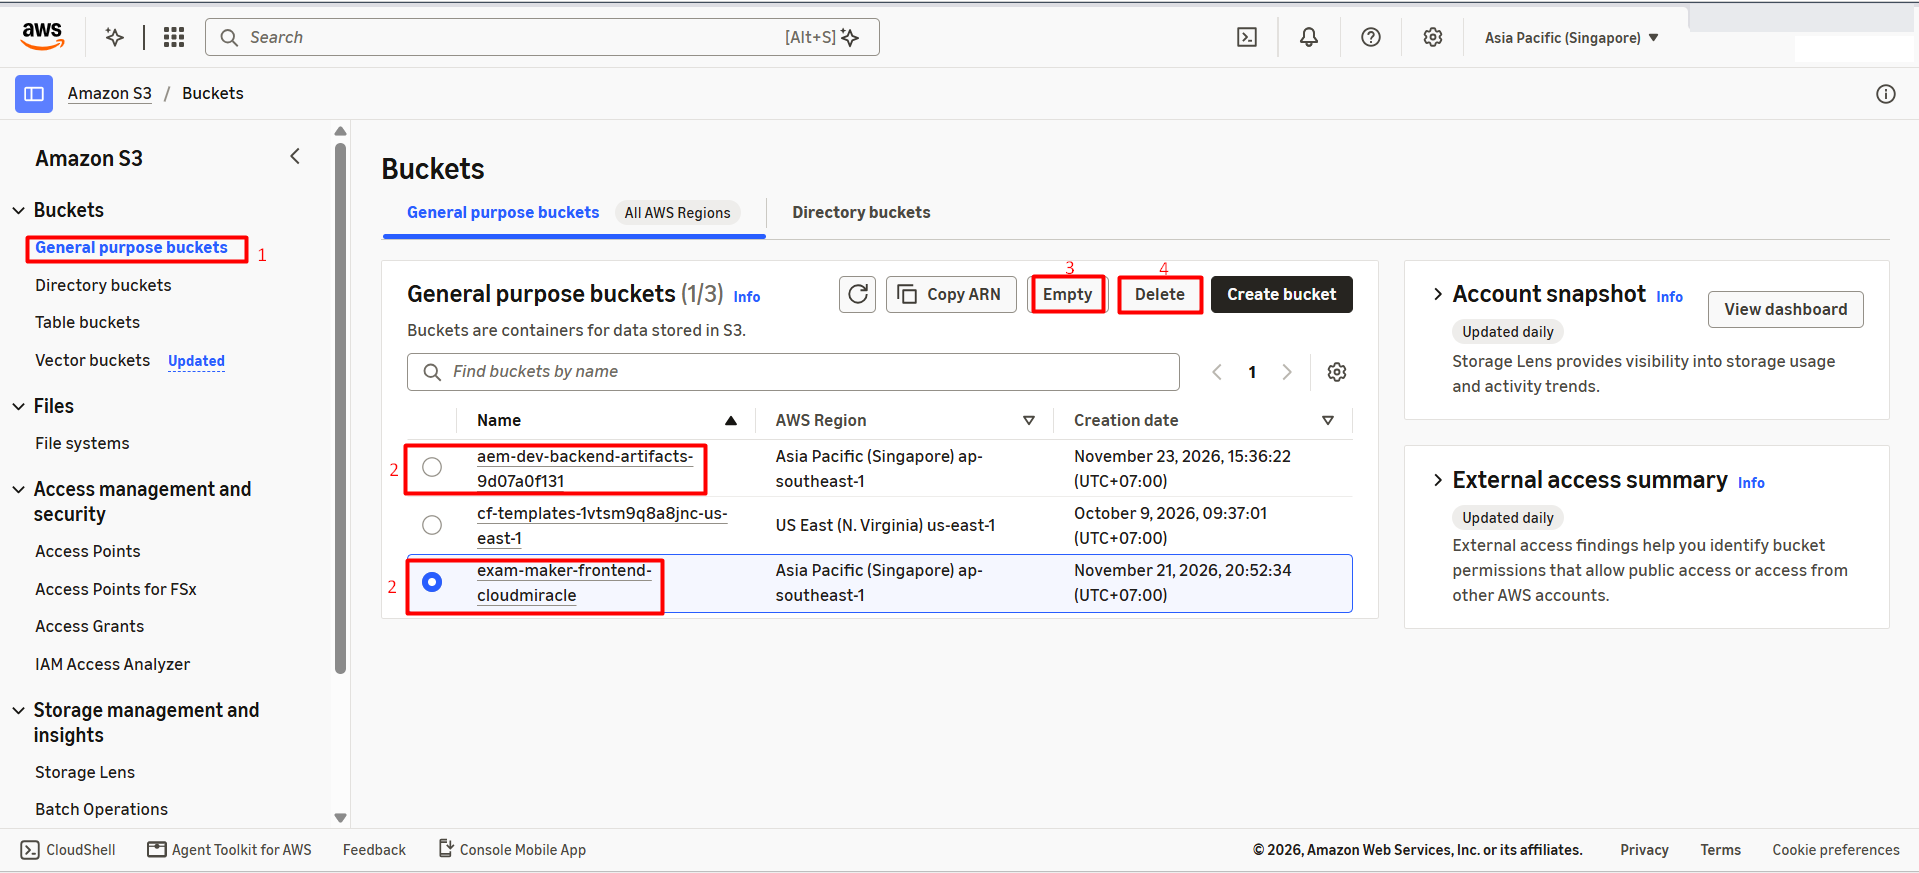 aws
Search [Alt+S]
Asia Pacific (Singapore)
Amazon S3 / Buckets
Amazon S3
Buckets
General purpose buckets 1
Directory buckets
Table buckets
Vector buckets Updated
Files
File systems
Access management and
security
Access Points
Access Points for FSx
Access Grants
IAM Access Analyzer
Storage management and
insights
Storage Lens
Batch Operations
Buckets
General purpose buckets All AWS Regions Directory buckets
3 4
General purpose buckets (1/3) Info Copy ARN Empty Delete Create bucket
Buckets are containers for data stored in S3.
Find buckets by name 1
Name AWS Region Creation date
2 aem-dev-backend-artifacts-
9d07a0f131
Asia Pacific (Singapore) ap-
southeast-1
November 23, 2026, 15:36:22
(UTC+07:00)
cf-templates-1vtsm9q8a8jnc-us-
east-1
US East (N. Virginia) us-east-1
October 9, 2026, 09:37:01
(UTC+07:00)
2 exam-maker-frontend-
cloudmiracle
Asia Pacific (Singapore) ap-
southeast-1
November 21, 2026, 20:52:34
(UTC+07:00)
Account snapshot Info View dashboard
Updated daily
Storage Lens provides visibility into storage usage
and activity trends.
External access summary Info
Updated daily
External access findings help you identify bucket
permissions that allow public access or access from
other AWS accounts.
CloudShell Agent Toolkit for AWS Feedback Console Mobile App © 2026, Amazon Web Services, Inc. or its affiliates. Privacy Terms Cookie preferences